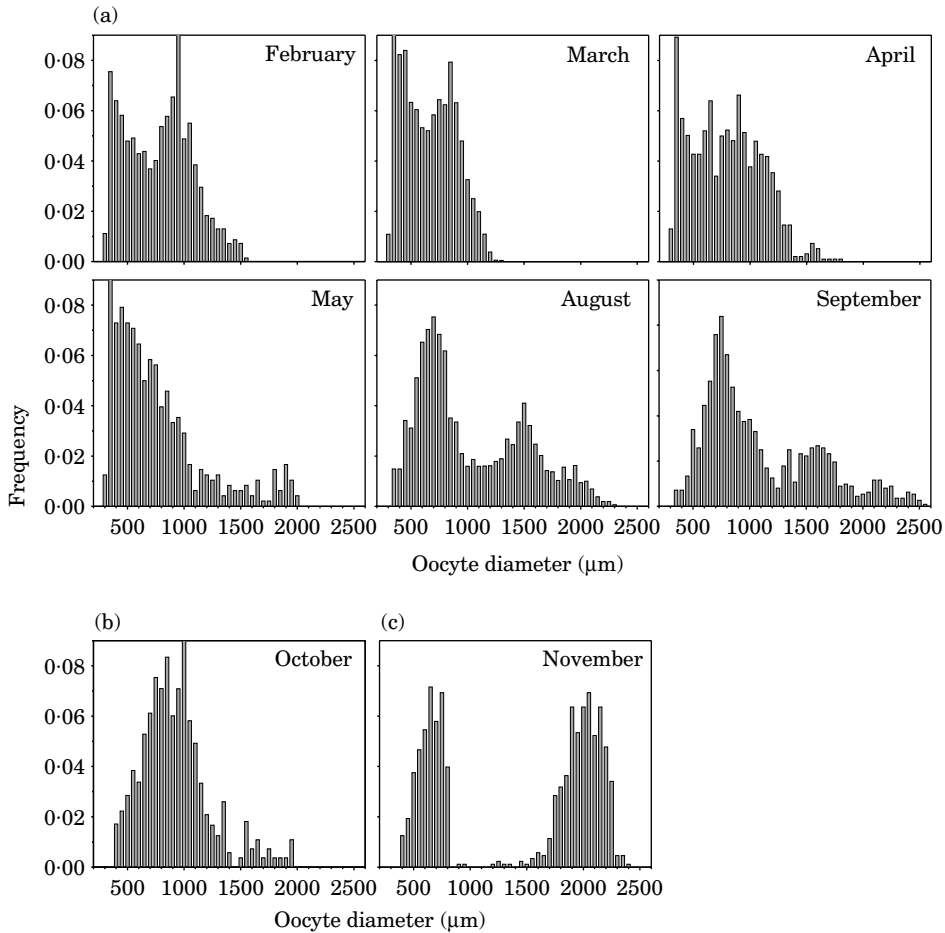 (a)
February
March
April
0·08
0·06
0·04
0·02
0·00
May
August
September
0·08
0·06
0·04
0·02
0·00
500 1000 1500 2000 2500
500 1000 1500 2000 2500
500 1000 1500 2000 2500
Frequency
Oocyte diameter (μm)
(b)
(c)
October
November
0·08
0·06
0·04
0·02
0·00
500 1000 1500 2000 2500
500 1000 1500 2000 2500
Oocyte diameter (μm)